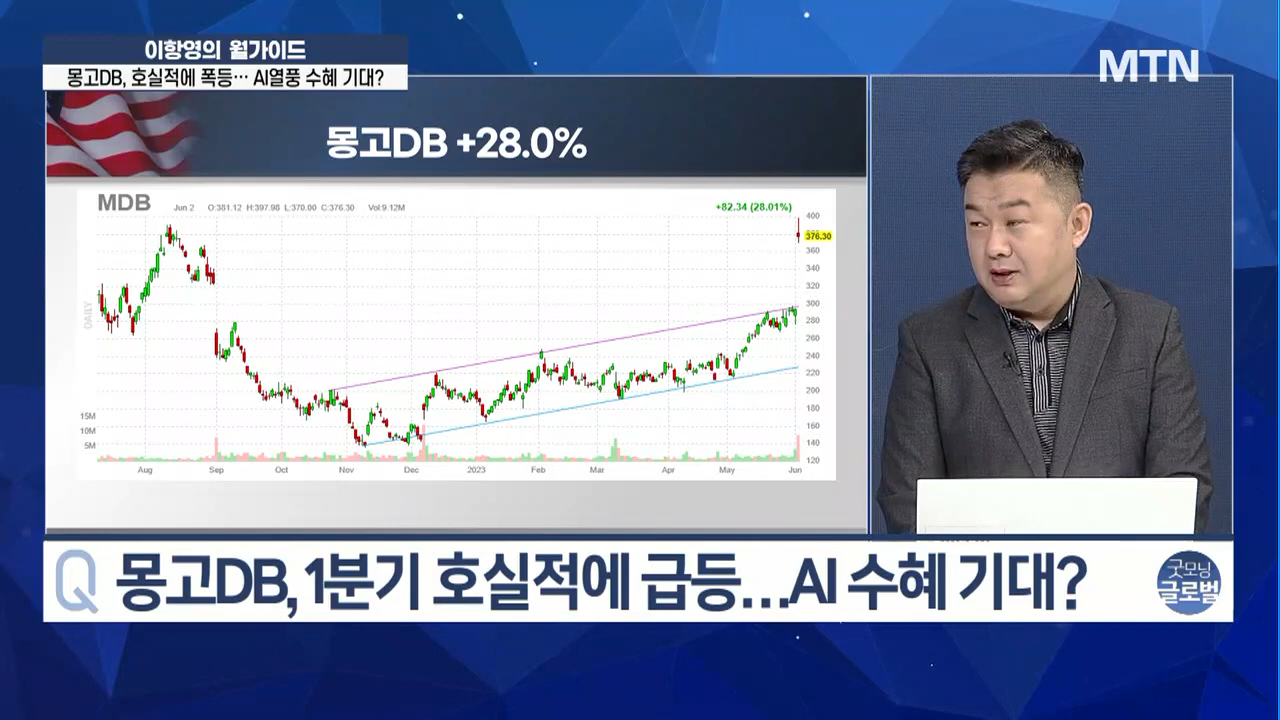 이항영의 월가이드
몽고DB, 호실적에 폭등… AI열풍 수혜 기대?
MTN
몽고DB +28.0%
MDB
Jun 2 O:381.12 H:397.98 L:370.00 C:376.30 Vol:9.12M
+82.34 (28.01%)
DAILY
400
376.30
360
340
320
300
280
260
240
220
200
180
160
140
120
15M
10M
5M
Aug Sep Oct Nov Dec 2023 Feb Mar Apr May Jun
Q 몽고DB, 1분기 호실적에 급등…AI 수혜 기대?
굿모닝
글로벌